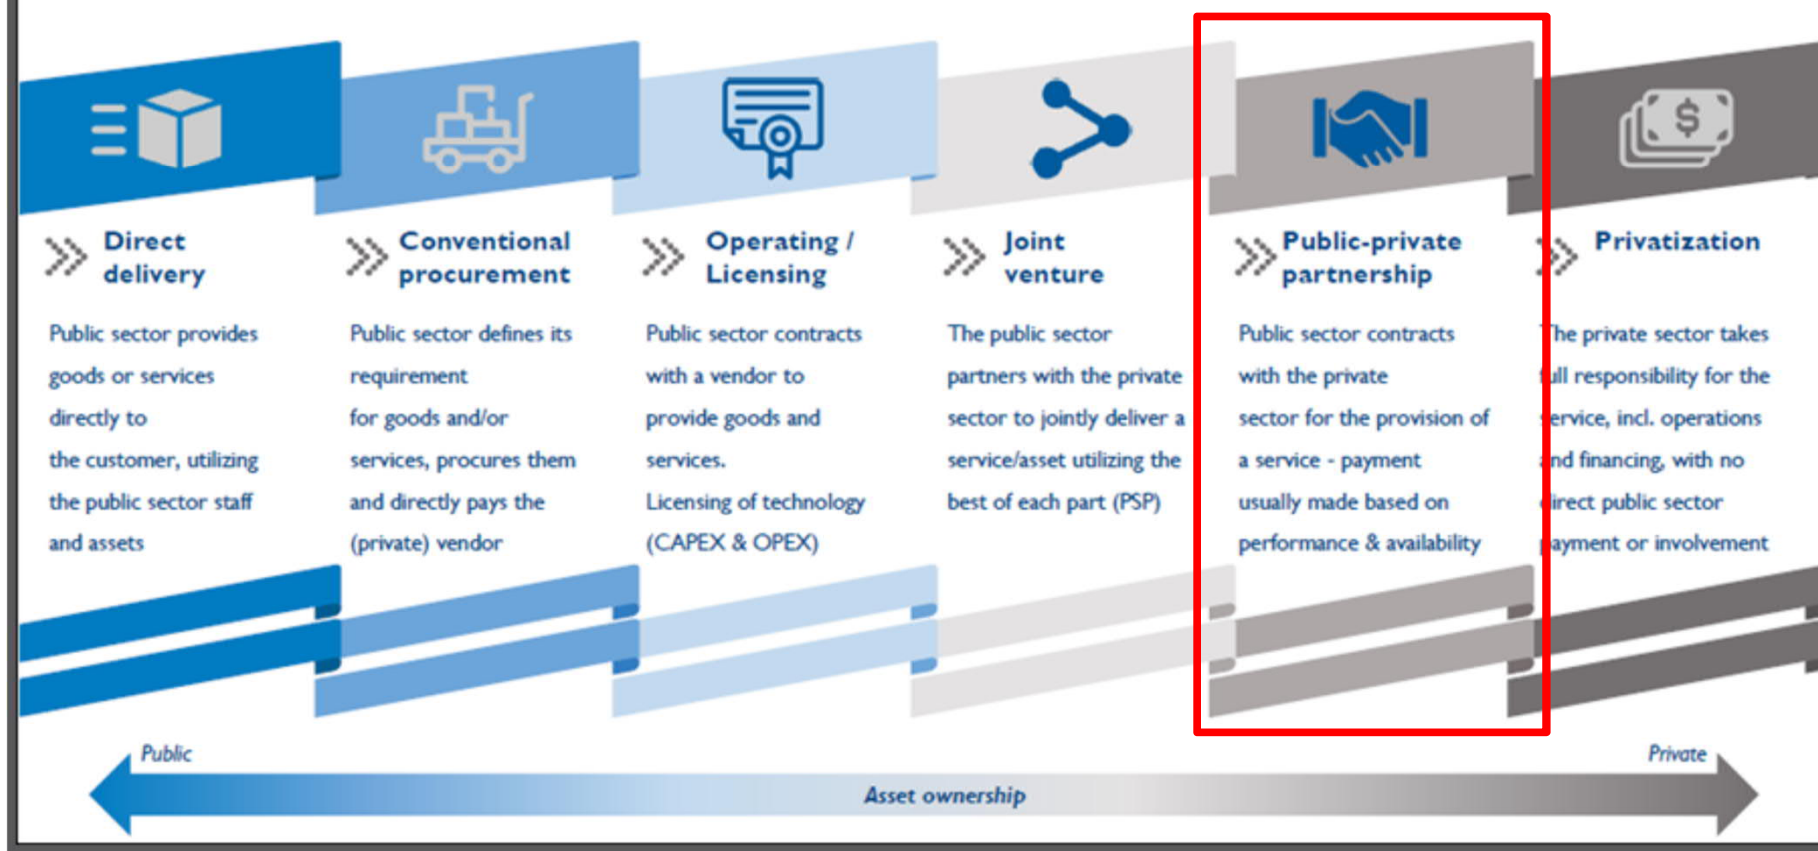 Direct
delivery
Public sector provides
goods or services
directly to
the customer, utilizing
the public sector staff
and assets
Conventional
procurement
Public sector defines its
requirement
for goods and/or
services, procures them
and directly pays the
(private) vendor
Operating /
Licensing
Public sector contracts
with a vendor to
provide goods and
services.
Licensing of technology
(CAPEX & OPEX)
Joint
venture
The public sector
partners with the private
sector to jointly deliver a
service/asset utilizing the
best of each part (PSP)
Public-private
partnership
Public sector contracts
with the private
sector for the provision of
a service - payment
usually made based on
performance & availability
$
Privatization
The private sector takes
full responsibility for the
service, incl. operations
and financing, with no
direct public sector
payment or involvement
Public
Private
Asset ownership